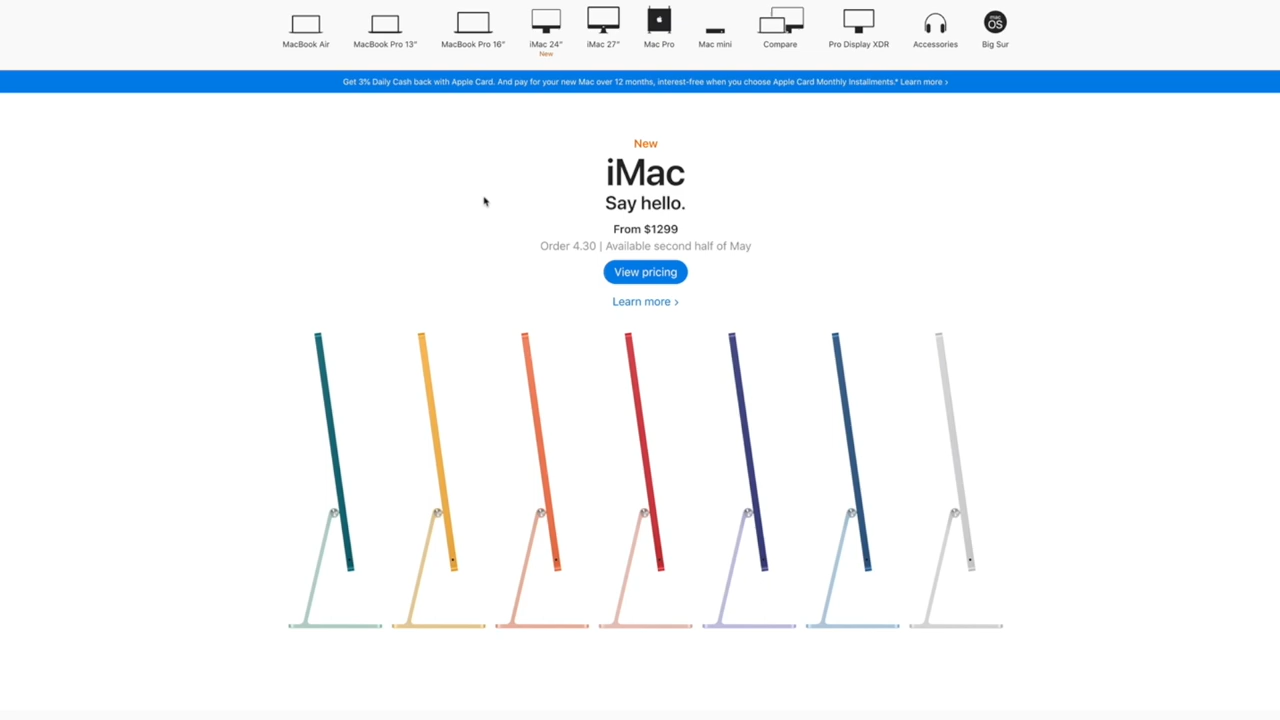 MacBook Air
MacBook Pro 13”
MacBook Pro 16”
iMac 24”
New
iMac 27”
Mac Pro
Mac mini
Compare
Pro Display XDR
Accessories
mac
OS
Big Sur
Get 3% Daily Cash back with Apple Card. And pay for your new Mac over 12 months, interest-free when you choose Apple Card Monthly Installments.* Learn more >
New
iMac
Say hello.
From $1299
Order 4.30 | Available second half of May
View pricing
Learn more >